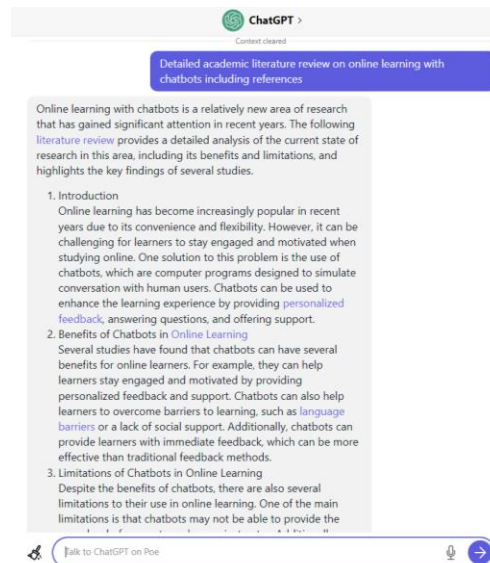 ChatGPT >
Context cleared
Detailed academic literature review on online learning with
chatbots including references
Online learning with chatbots is a relatively new area of research
that has gained significant attention in recent years. The following
literature review provides a detailed analysis of the current state of
research in this area, including its benefits and limitations, and
highlights the key findings of several studies.
1. Introduction
Online learning has become increasingly popular in recent
years due to its convenience and flexibility. However, it can be
challenging for learners to stay engaged and motivated when
studying online. One solution to this problem is the use of
chatbots, which are computer programs designed to simulate
conversation with human users. Chatbots can be used to
enhance the learning experience by providing personalized
feedback, answering questions, and offering support.
2. Benefits of Chatbots in Online Learning
Several studies have found that chatbots can have several
benefits for online learners. For example, they can help
learners stay engaged and motivated by providing
personalized feedback and support. Chatbots can also help
learners to overcome barriers to learning, such as language
barriers or a lack of social support. Additionally, chatbots can
provide learners with immediate feedback, which can be more
effective than traditional feedback methods.
3. Limitations of Chatbots in Online Learning
Despite the benefits of chatbots, there are also several
limitations to their use in online learning. One of the main
limitations is that chatbots may not be able to provide the
Talk to ChatGPT on Poe